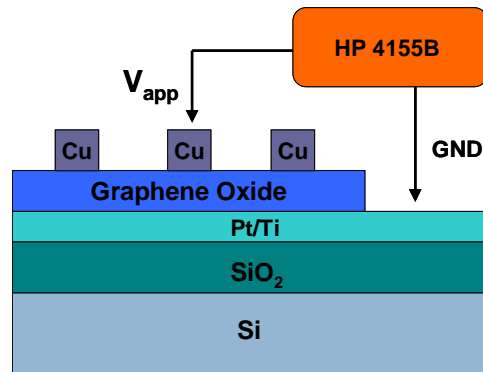 HP 4155B
V_app
GND
Cu Cu Cu
Graphene Oxide
Pt/Ti
SiO₂
Si